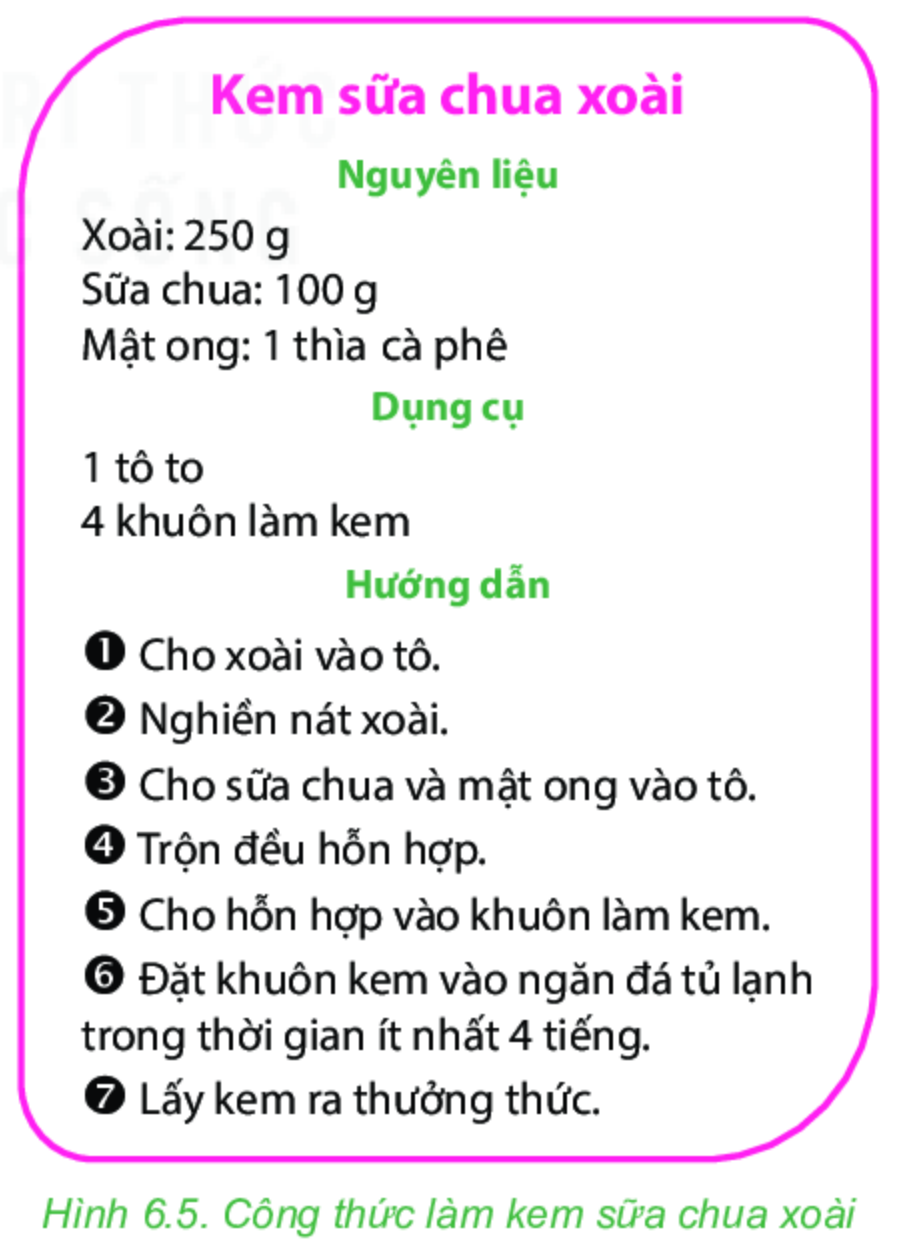 TRI THỨC
C SỐNG
Kem sữa chua xoài
Nguyên liệu
Xoài: 250 g
Sữa chua: 100 g
Mật ong: 1 thìa cà phê
Dụng cụ
1 tô to
4 khuôn làm kem
Hướng dẫn
❶ Cho xoài vào tô.
❷ Nghiền nát xoài.
❸ Cho sữa chua và mật ong vào tô.
❹ Trộn đều hỗn hợp.
❺ Cho hỗn hợp vào khuôn làm kem.
❻ Đặt khuôn kem vào ngăn đá tủ lạnh
trong thời gian ít nhất 4 tiếng.
❼ Lấy kem ra thưởng thức.
Hình 6.5. Công thức làm kem sữa chua xoài